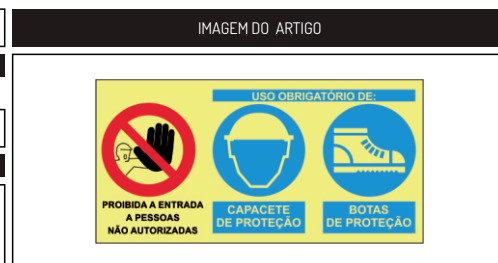 IMAGEM DO ARTIGO
USO OBRIGATÓRIO DE:
PROIBIDA A ENTRADA
A PESSOAS
NÃO AUTORIZADAS
CAPACETE
DE PROTEÇÃO
BOTAS
DE PROTEÇÃO